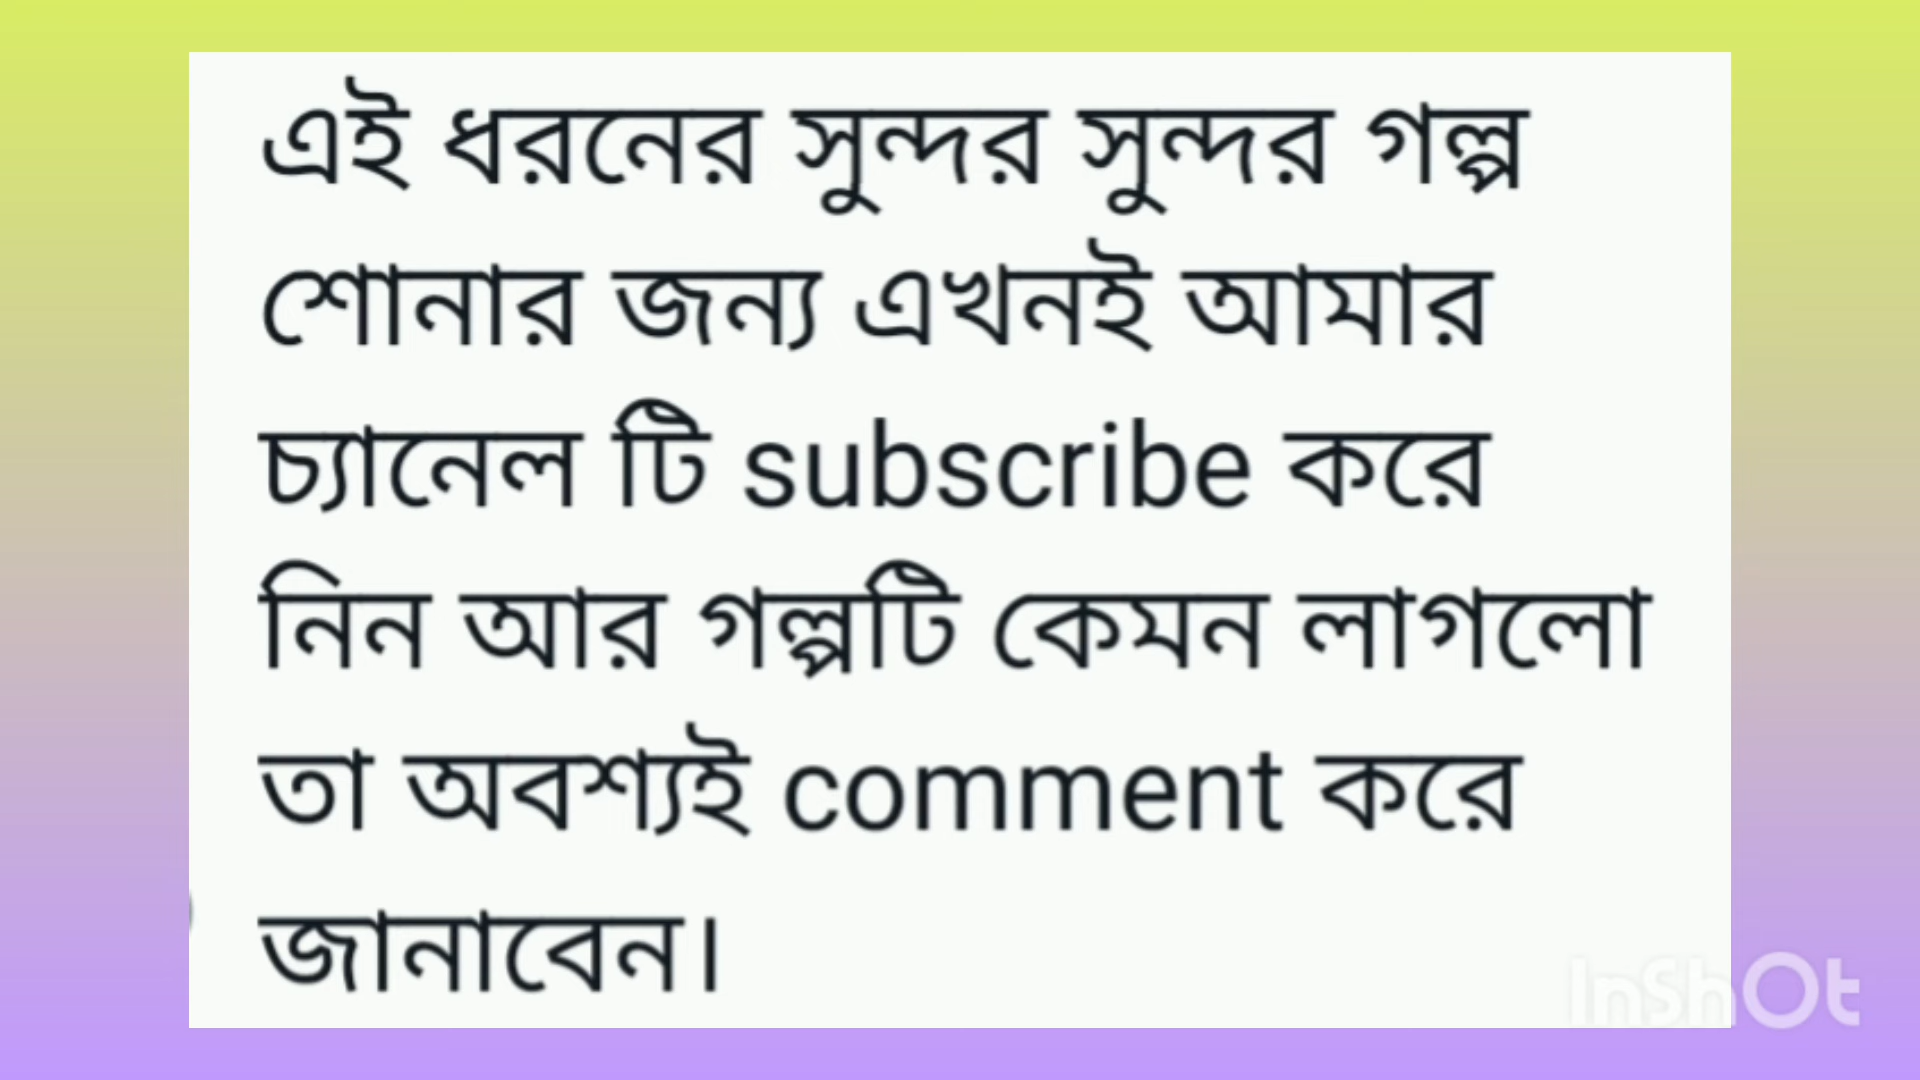 এই ধরনের সুন্দর সুন্দর গল্প
শোনার জন্য এখনই আমার
চ্যানেল টি subscribe করে
নিন আর গল্পটি কেমন লাগলো
তা অবশ্যই comment করে
জানাবেন।
InShOt